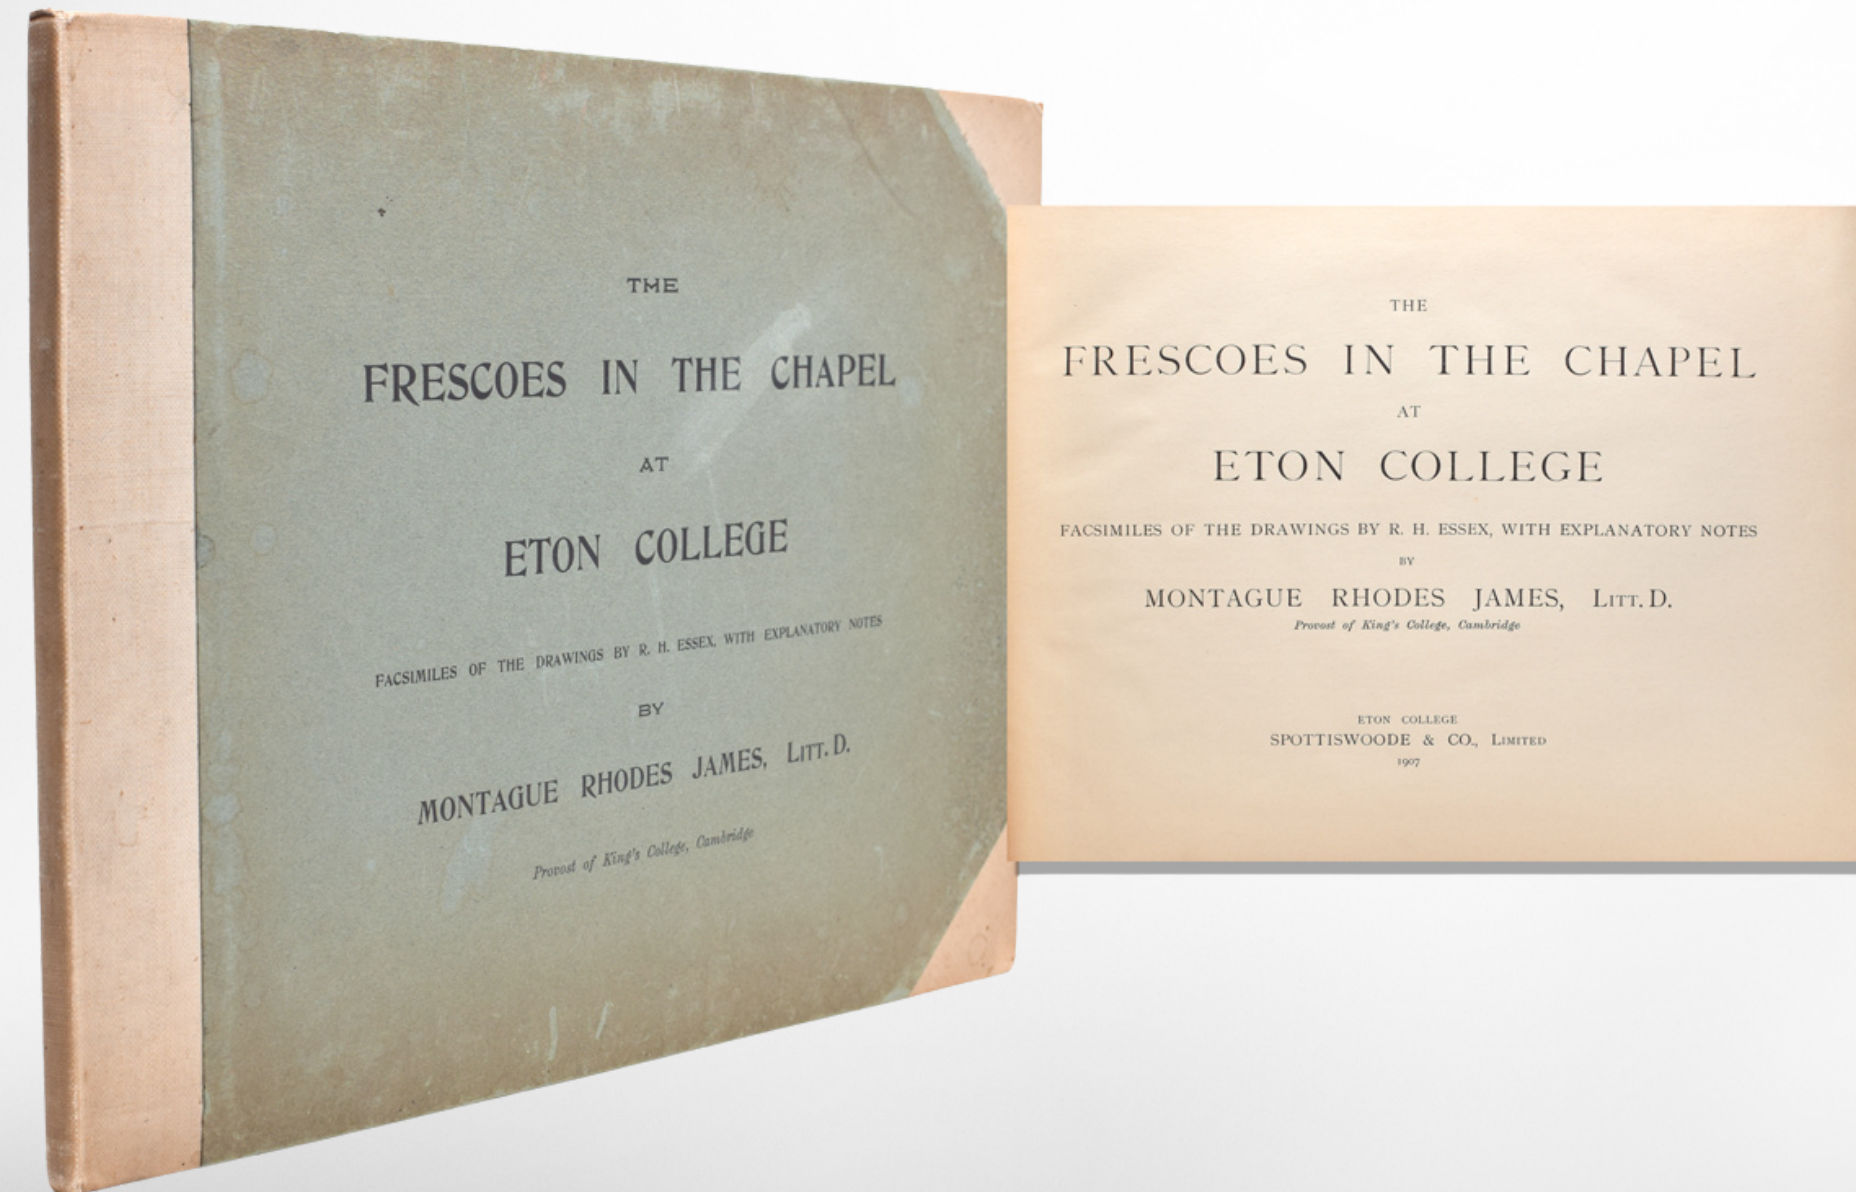 THE
FRESCOES IN THE CHAPEL
AT
ETON COLLEGE
FACSIMILES OF THE DRAWINGS BY R. H. ESSEX, WITH EXPLANATORY NOTES
BY
MONTAGUE RHODES JAMES, LITT. D.
Provost of King's College, Cambridge
THE
FRESCOES IN THE CHAPEL
AT
ETON COLLEGE
FACSIMILES OF THE DRAWINGS BY R. H. ESSEX, WITH EXPLANATORY NOTES
BY
MONTAGUE RHODES JAMES, LITT. D.
Provost of King's College, Cambridge
ETON COLLEGE
SPOTTISWOODE & CO., LIMITED
1907